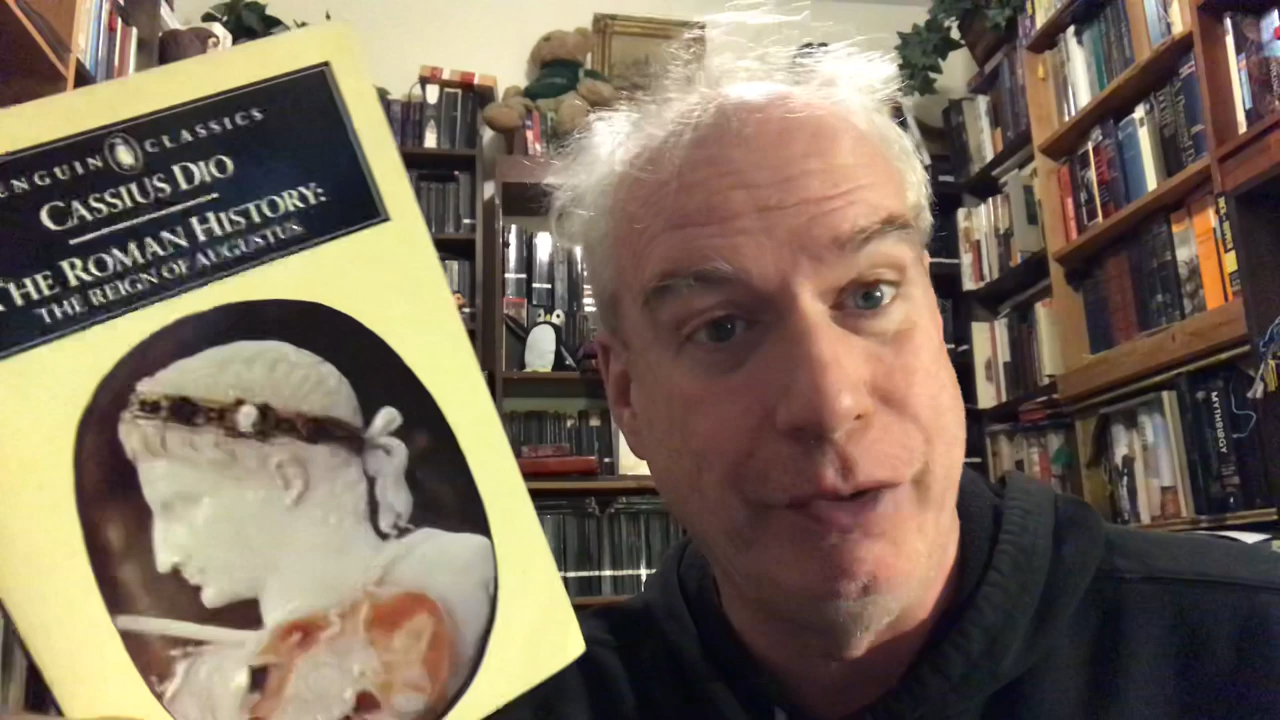 PENGUIN CLASSICS
CASSIUS DIO
THE ROMAN HISTORY:
THE REIGN OF AUGUSTUS
MYTHOLOGY